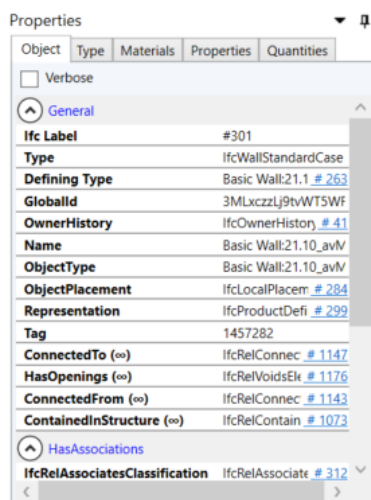 Properties
Object Type Materials Properties Quantities
Verbose
General
Ifc Label #301
Type IfcWallStandardCase
Defining Type Basic Wall:21.1 # 263
GlobalId 3MLxczzLj9tvWT5WF
OwnerHistory IfcOwnerHistory # 41
Name Basic Wall:21.10_avM
ObjectType Basic Wall:21.10_avM
ObjectPlacement IfcLocalPlacem # 284
Representation IfcProductDefi # 299
Tag 1457282
ConnectedTo (∞) IfcRelConnec # 1147
HasOpenings (∞) IfcRelVoidsEle # 1176
ConnectedFrom (∞) IfcRelConnec # 1143
ContainedInStructure (∞) IfcRelContain # 1073
HasAssociations
IfcRelAssociatesClassification IfcRelAssociate # 312